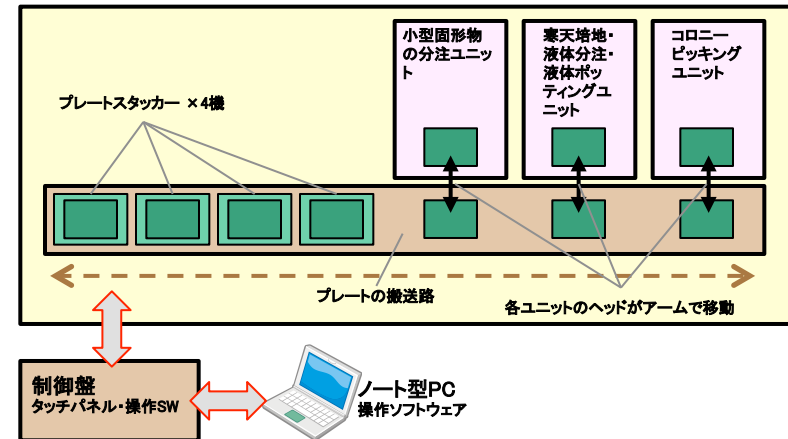 小型固形物
の分注ユニッ
ト
寒天培地・
液体分注・
液体ポッ
ティングユ
ニット
コロニー
ピッキング
ユニット
プレートスタッカー ×4機
プレートの搬送路
各ユニットのヘッドがアームで移動
制御盤
タッチパネル・操作SW
ノート型PC
操作ソフトウェア